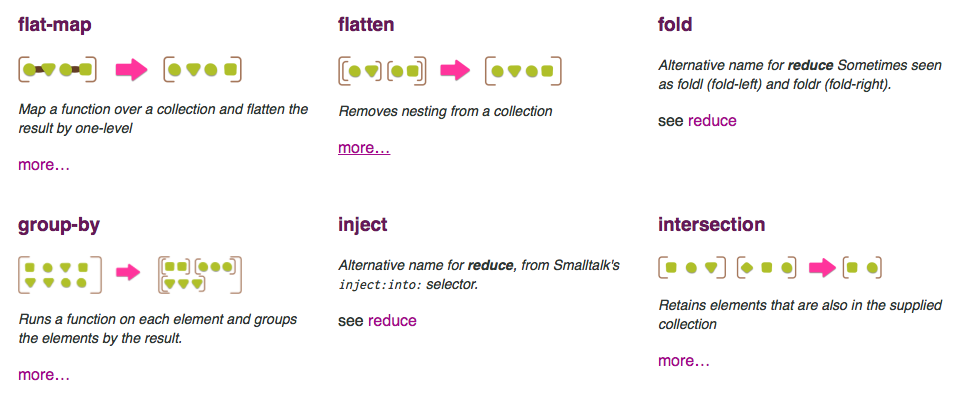 flat-map
Map a function over a collection and flatten the
result by one-level
more…
flatten
Removes nesting from a collection
more…
fold
Alternative name for reduce Sometimes seen
as foldl (fold-left) and foldr (fold-right).
see reduce
group-by
Runs a function on each element and groups
the elements by the result.
more…
inject
Alternative name for reduce, from Smalltalk's
inject:into: selector.
see reduce
intersection
Retains elements that are also in the supplied
collection
more…